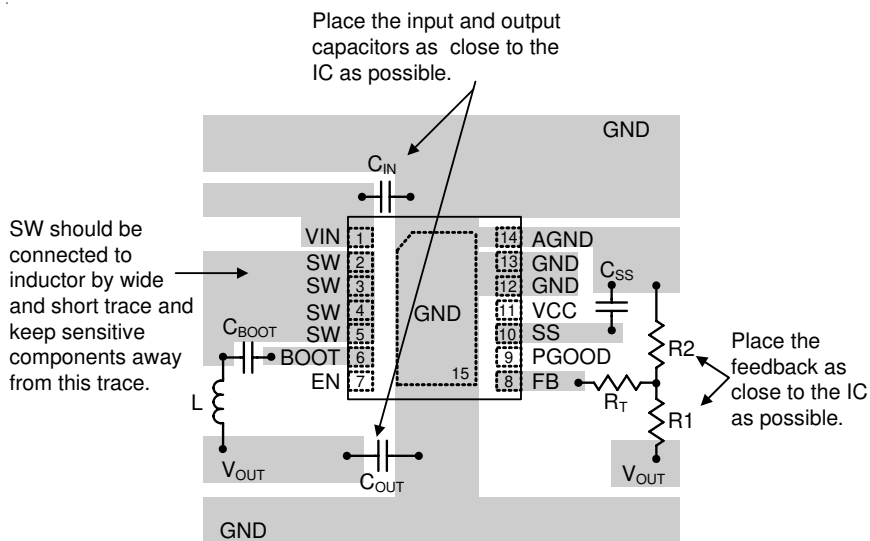 Place the input and output
capacitors as close to the
IC as possible.
GND
CIN
SW should be
connected to
inductor by wide
and short trace and
keep sensitive
components away
from this trace.
VIN 1
SW 2
SW 3
SW 4
SW 5
BOOT 6
EN 7
GND
15
14 AGND
13 GND
12 GND
11 VCC
10 SS
9 PGOOD
8 FB
CSS
CBOOT
L
VOUT
COUT
RT
R2
R1
VOUT
Place the
feedback as
close to the IC
as possible.
GND